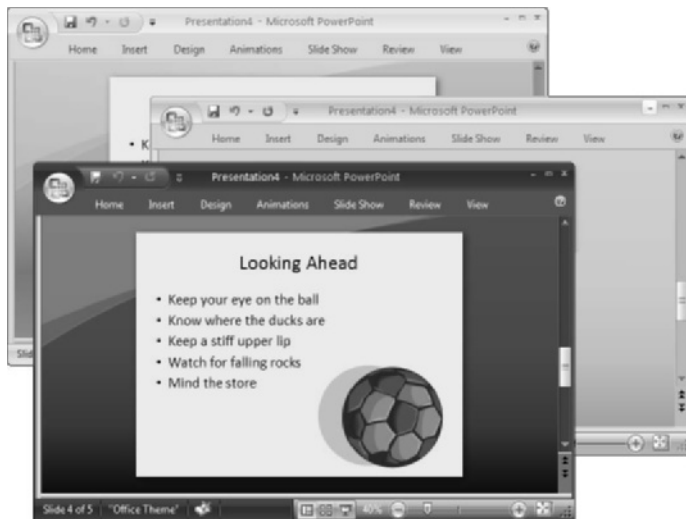 Presentation4 - Microsoft PowerPoint
Home Insert Design Animations Slide Show Review View
• K
Presentation4 - Microsoft PowerPoint
Home Insert Design Animations Slide Show Review View
Presentation4 - Microsoft PowerPoint
Home Insert Design Animations Slide Show Review View
Looking Ahead
• Keep your eye on the ball
• Know where the ducks are
• Keep a stiff upper lip
• Watch for falling rocks
• Mind the store
Slid
Slide 4 of 5 "Office Theme" 40%